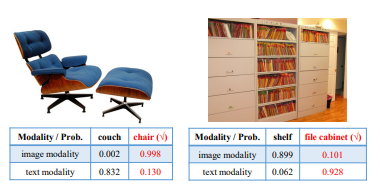 Modality / Prob. couch chair (√)
image modality 0.002 0.998
text modality 0.832 0.130
Modality / Prob. shelf file cabinet (√)
image modality 0.899 0.101
text modality 0.062 0.928